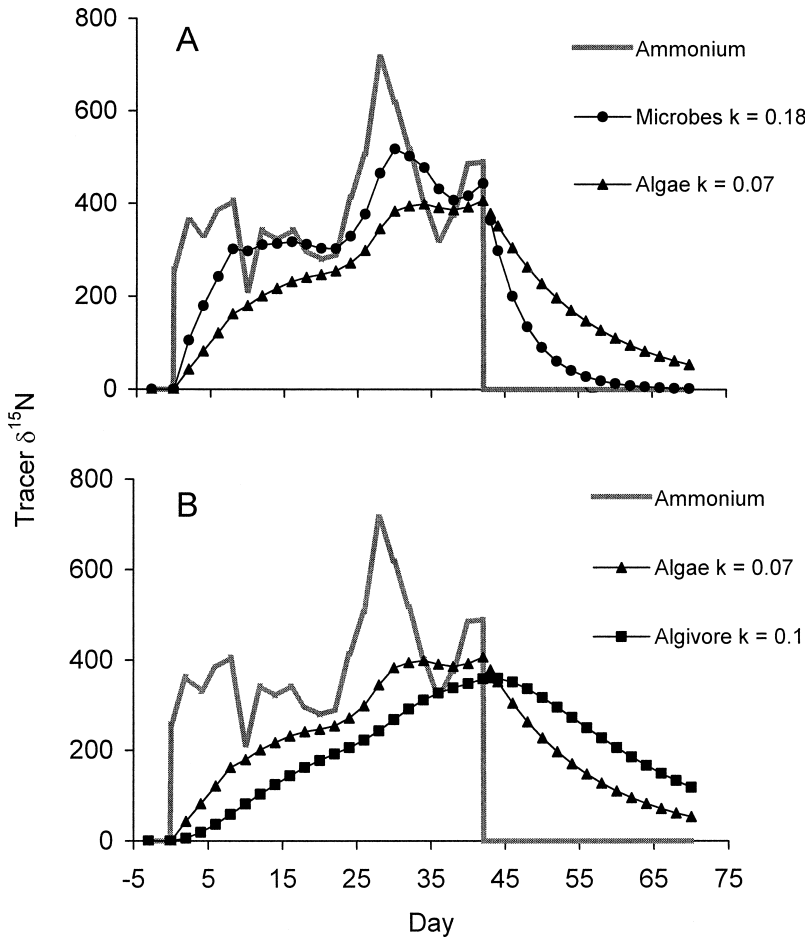 800
A
Ammonium
600
Microbes k = 0.18
400
Algae k = 0.07
200
0
Tracer δ15N
800
B
Ammonium
600
Algae k = 0.07
400
Algivore k = 0.1
200
0
-5 5 15 25 35 45 55 65 75
Day